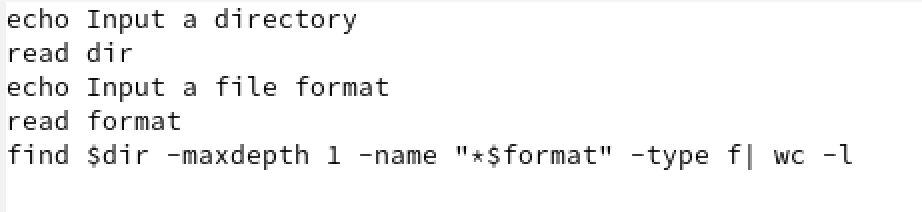 echo Input a directory
read dir
echo Input a file format
read format
find $dir -maxdepth 1 -name "*$format" -type f| wc -l